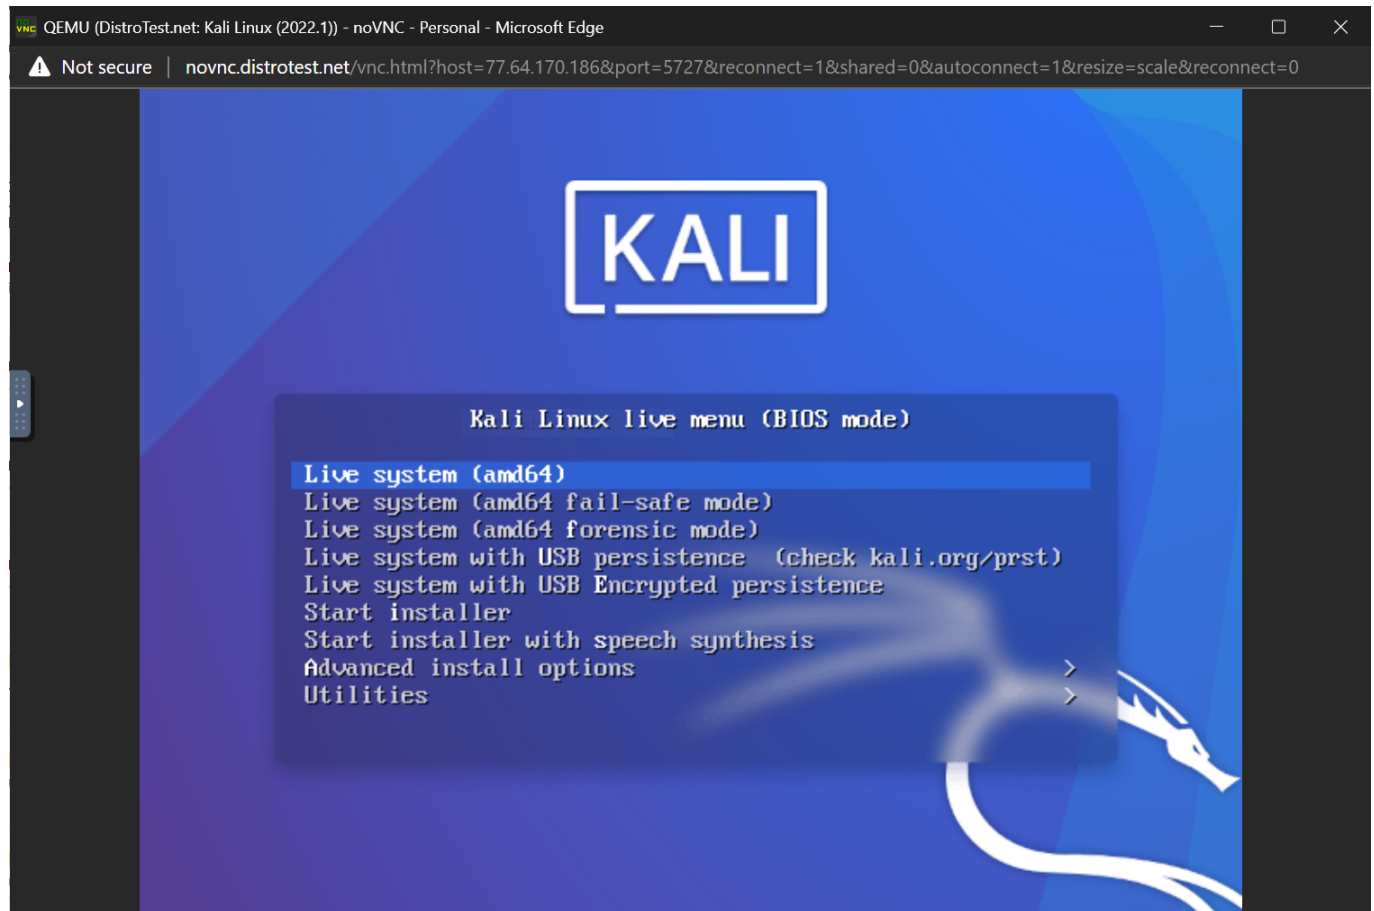 QEMU (DistroTest.net: Kali Linux (2022.1)) - noVNC - Personal - Microsoft Edge
Not secure | novnc.distrotest.net/vnc.html?host=77.64.170.186&port=5727&reconnect=1&shared=0&autoconnect=1&resize=scale&reconnect=0
KALI
Kali Linux live menu (BIOS mode)
Live system (amd64)
Live system (amd64 fail-safe mode)
Live system (amd64 forensic mode)
Live system with USB persistence (check kali.org/prst)
Live system with USB Encrypted persistence
Start installer
Start installer with speech synthesis
Advanced install options >
Utilities >